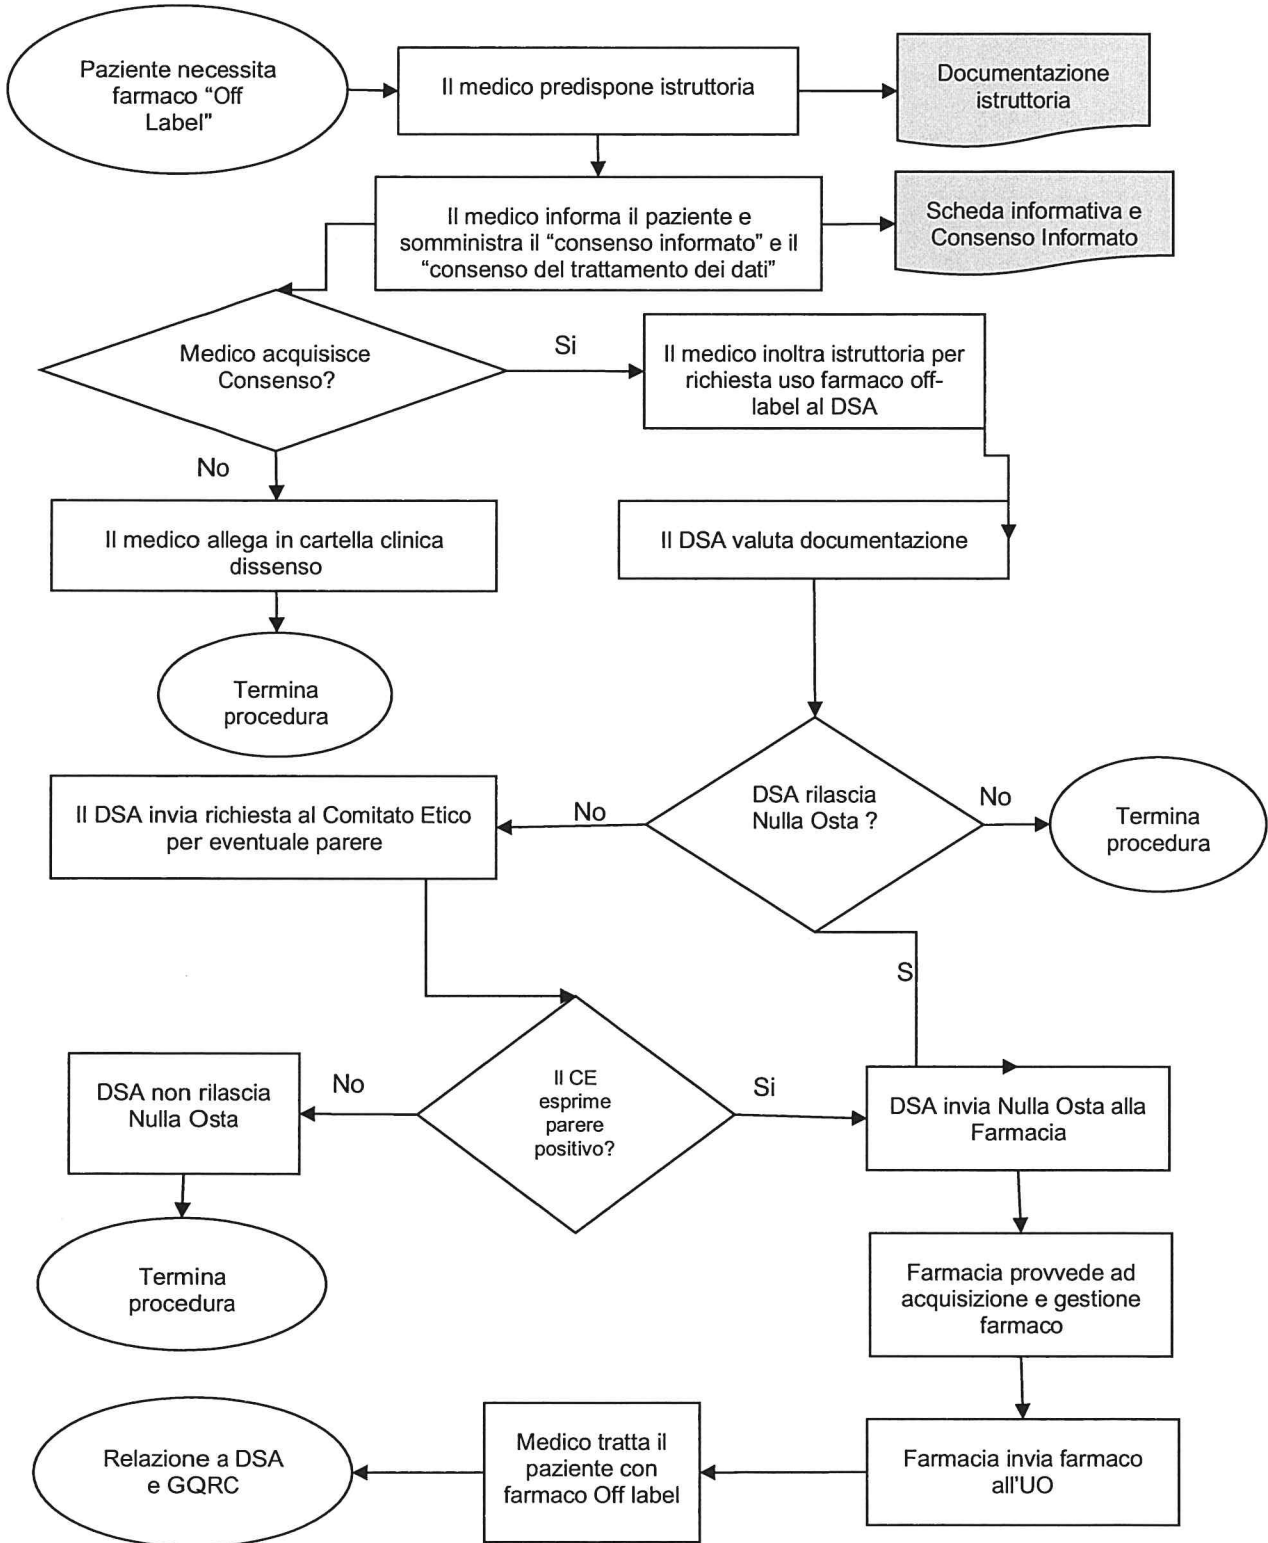 Paziente necessita
farmaco “Off
Label”
Il medico predispone istruttoria
Documentazione
istruttoria
Il medico informa il paziente e
somministra il “consenso informato” e il
“consenso del trattamento dei dati”
Scheda informativa e
Consenso Informato
Medico acquisisce
Consenso?
Si
Il medico inoltra istruttoria per
richiesta uso farmaco off-
label al DSA
No
Il medico allega in cartella clinica
dissenso
Il DSA valuta documentazione
Termina
procedura
Il DSA invia richiesta al Comitato Etico
per eventuale parere
No
DSA rilascia
Nulla Osta ?
No
Termina
procedura
S
DSA non rilascia
Nulla Osta
No
Il CE
esprime
parere
positivo?
Si
DSA invia Nulla Osta alla
Farmacia
Termina
procedura
Farmacia provvede ad
acquisizione e gestione
farmaco
Relazione a DSA
e GQRC
Medico tratta il
paziente con
farmaco Off label
Farmacia invia farmaco
all'UO